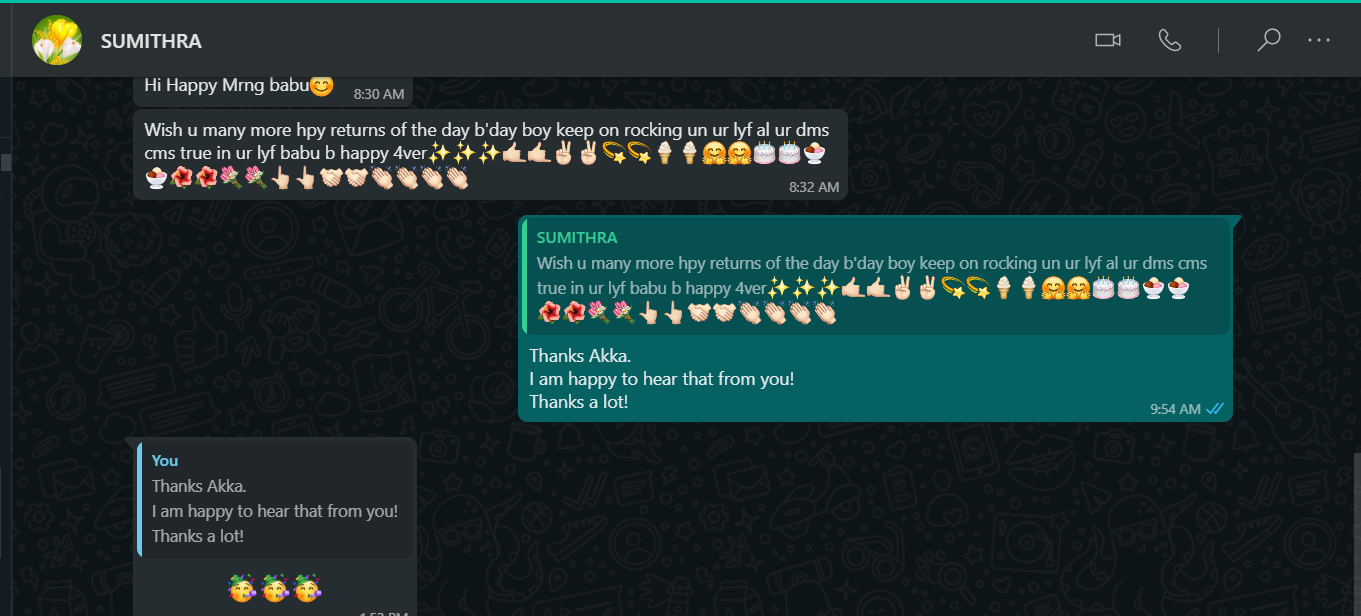 SUMITHRA
Hi Happy Mrng babu😊
8:30 AM
Wish u many more hpy returns of the day b'day boy keep on rocking un ur lyf al ur dms
cms true in ur lyf babu b happy 4ver✨✨✨🤙🏻🤙🏻✌🏻✌🏻💫💫🍦🍦🤗🤗🎂🎂🍨
🍨🌺🌺💐💐👆🏻👆🏻🤝🏻🤝🏻👏🏻👏🏻👏🏻👏🏻
8:32 AM
SUMITHRA
Wish u many more hpy returns of the day b'day boy keep on rocking un ur lyf al ur dms cms
true in ur lyf babu b happy 4ver✨✨✨🤙🏻🤙🏻✌🏻✌🏻💫💫🍦🍦🤗🤗🎂🎂🍨🍨
🌺🌺💐💐👆🏻👆🏻🤝🏻🤝🏻👏🏻👏🏻👏🏻👏🏻
Thanks Akka.
I am happy to hear that from you!
Thanks a lot!
9:54 AM
You
Thanks Akka.
I am happy to hear that from you!
Thanks a lot!
🥳🥳🥳
1:52 PM